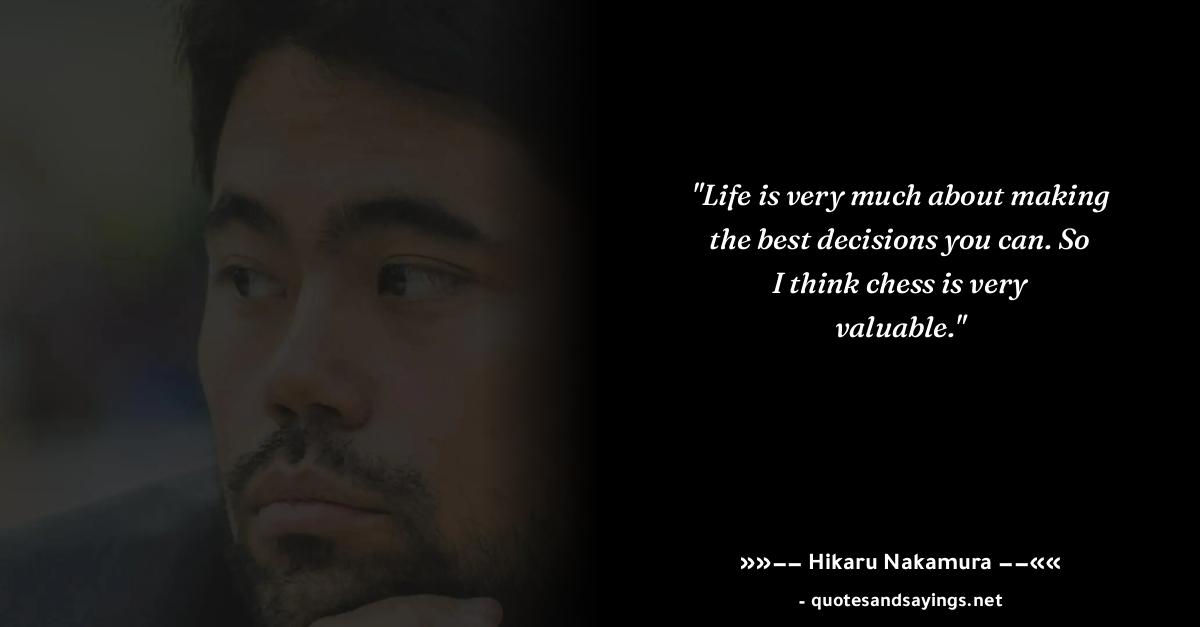 "Life is very much about making
the best decisions you can. So
I think chess is very
valuable."
»»−− Hikaru Nakamura −−««
- quotesandsayings.net